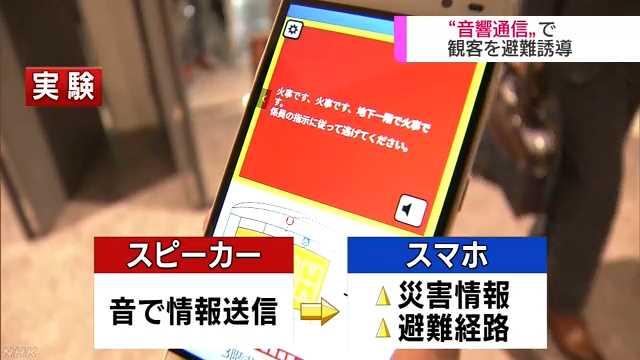 “音響通信”で
観客を避難誘導
実験
火事です、火事です、地下一階で火事で
す。
係員の指示に従って逃げてください。
スピーカー
音で情報送信
スマホ
災害情報
避難経路
NHK